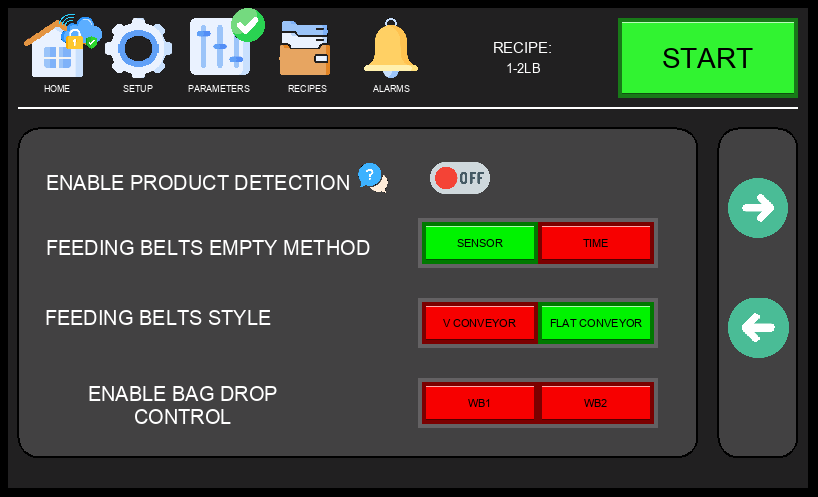 RECIPE:
1-2LB
START
1
HOME
SETUP
PARAMETERS
RECIPES
ALARMS
ENABLE PRODUCT DETECTION
?
OFF
FEEDING BELTS EMPTY METHOD
SENSOR
TIME
FEEDING BELTS STYLE
V CONVEYOR
FLAT CONVEYOR
ENABLE BAG DROP
CONTROL
WB1
WB2